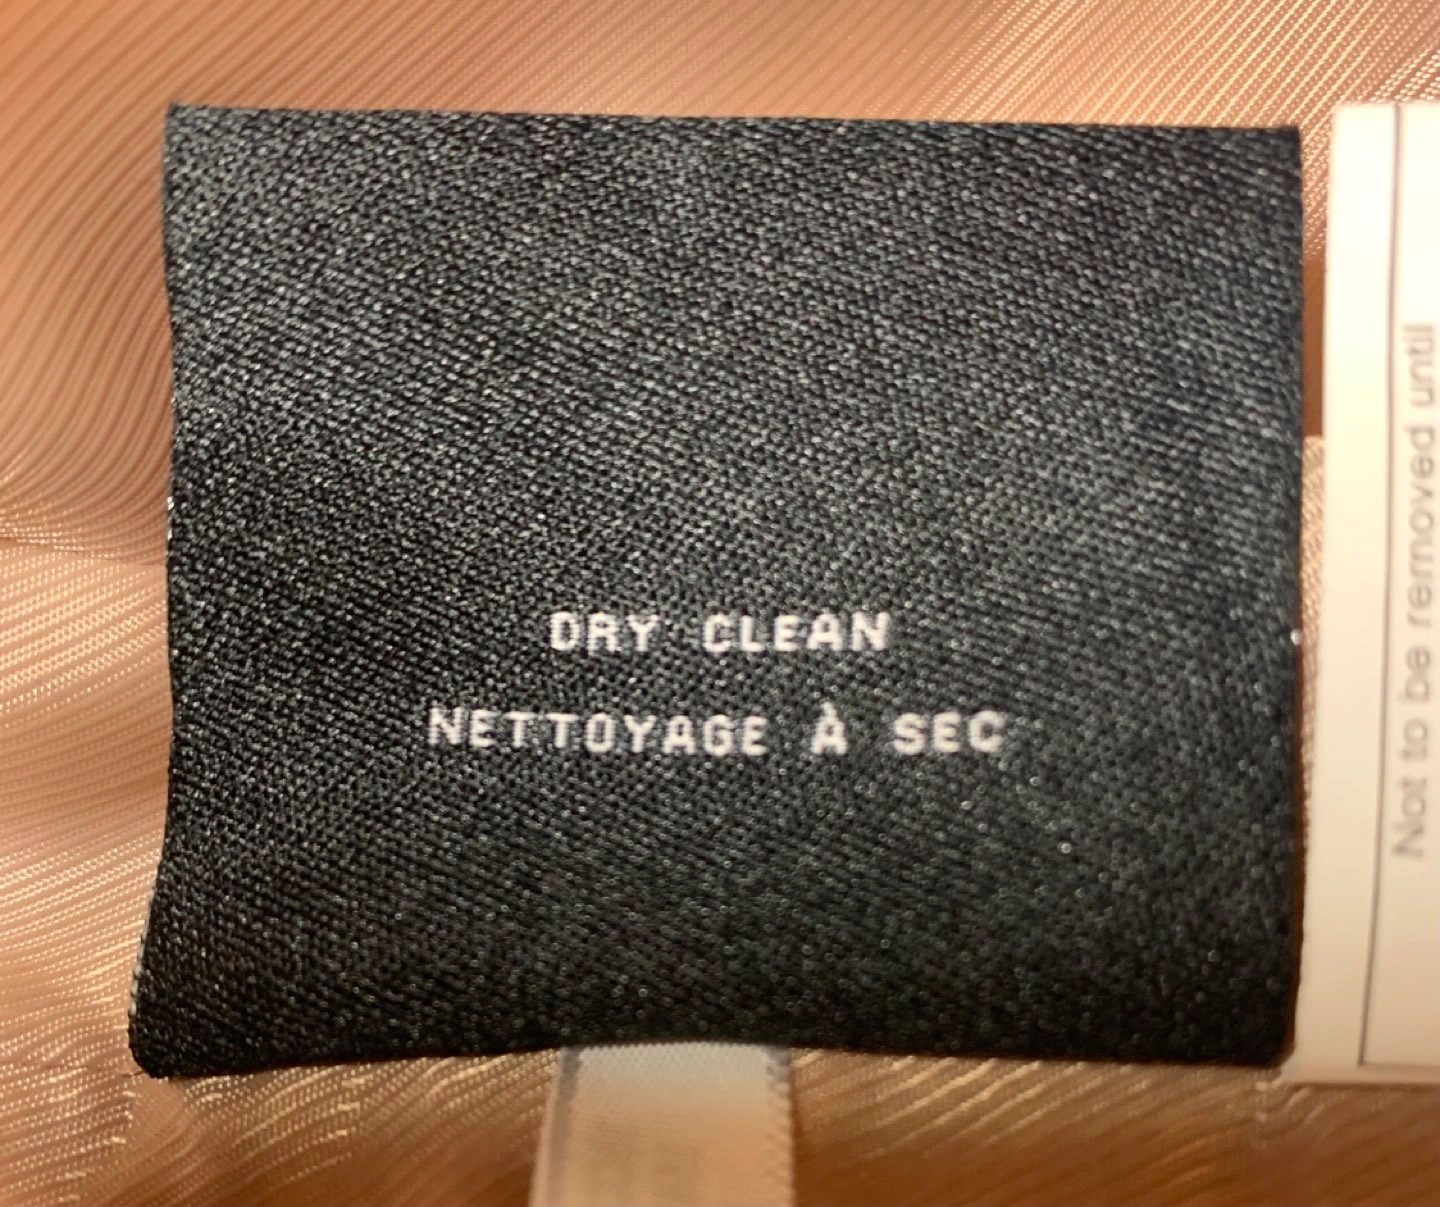 DRY CLEAN
NETTOYAGE À SEC
Not to be removed until